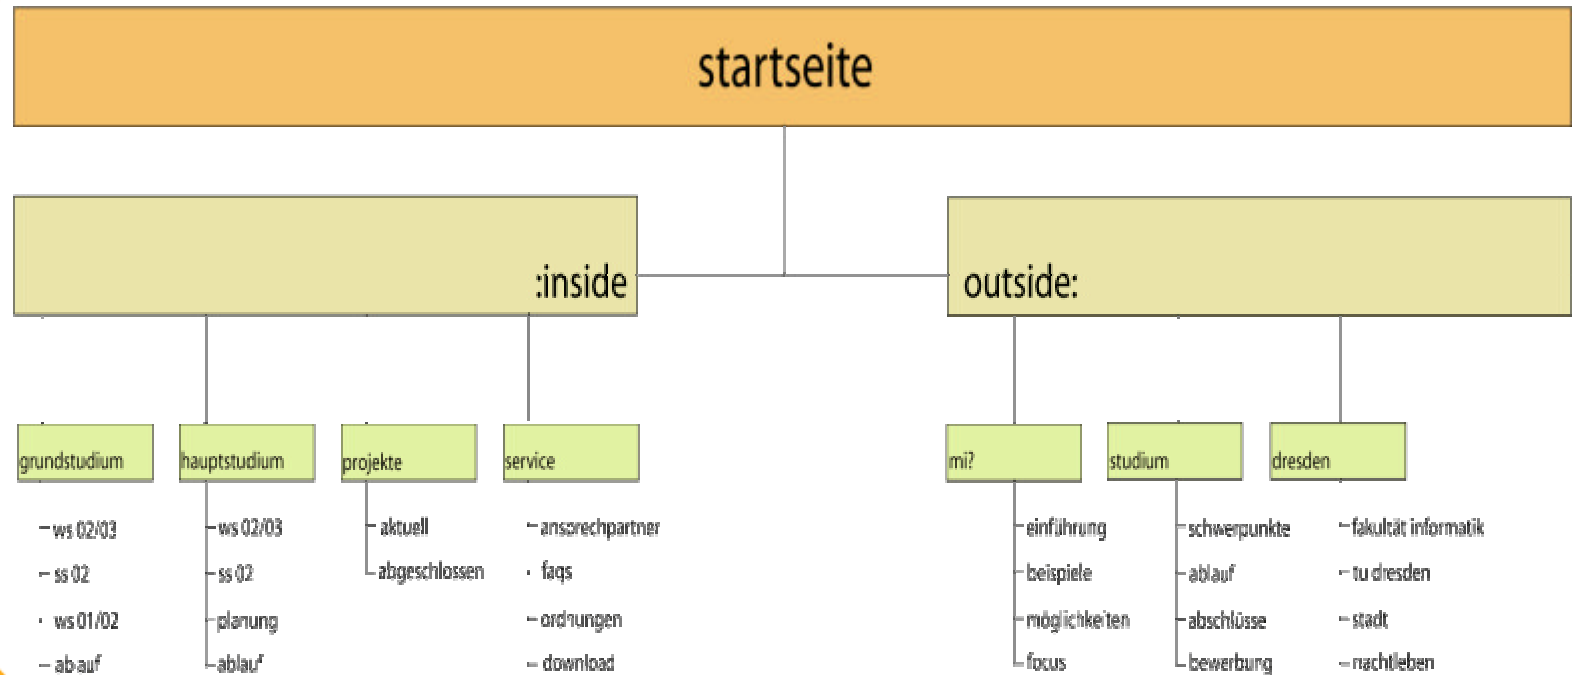 startseite
:inside
outside:
grundstudium
hauptstudium
projekte
service
mi?
studium
dresden
ws 02/03
ss 02
ws 01/02
ablauf
ws 02/03
ss 02
planung
ablauf
aktuell
abgeschlossen
ansprechpartner
faqs
ordnungen
download
einführung
beispiele
möglichkeiten
focus
schwerpunkte
ablauf
abschlüsse
bewerbung
fakultät informatik
tu dresden
stadt
nachtleben